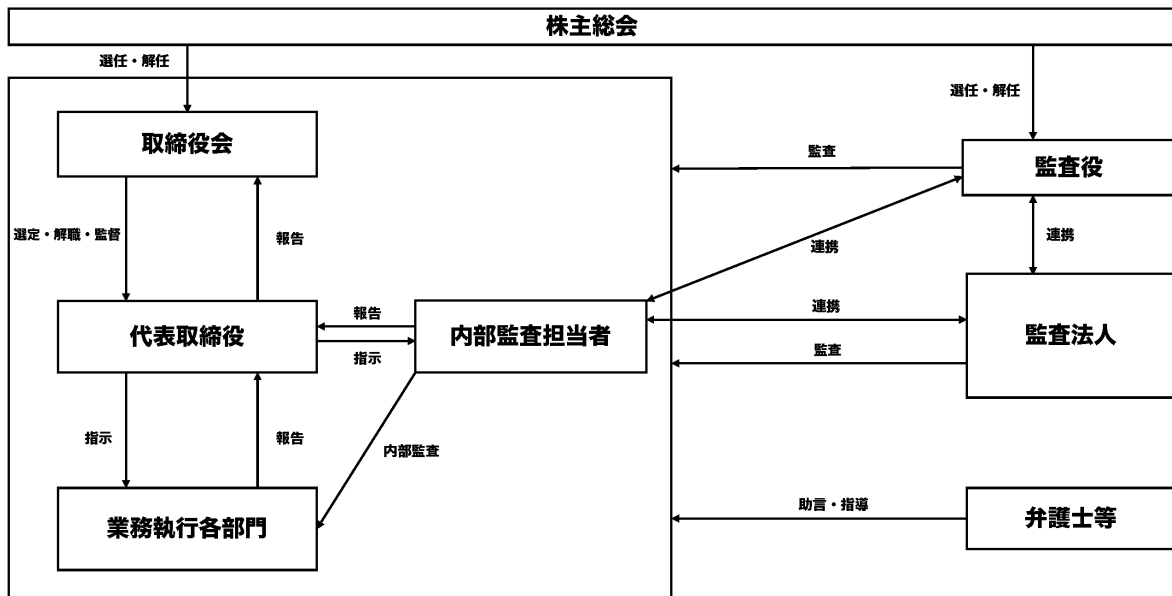 株主総会
選任・解任
選任・解任
取締役会
監査
監査役
選定・解職・監督
報告
連携
連携
代表取締役
報告
指示
内部監査担当者
連携
監査
監査法人
指示
報告
内部監査
業務執行各部門
助言・指導
弁護士等